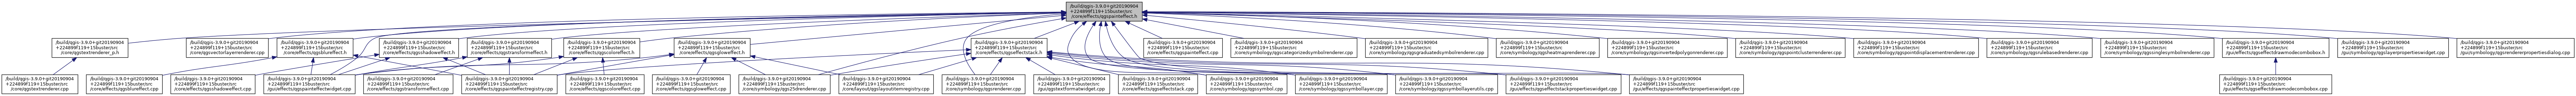 /build/qgis-3.9.0+git20190904
+224899f119+15buster/src
/core/effects/qgspainteffect.h
/build/qgis-3.9.0+git20190904
+224899f119+15buster/src
/core/qgstextrenderer_p.h
/build/qgis-3.9.0+git20190904
+224899f119+15buster/src
/core/qgsvectorlayerrenderer.cpp
/build/qgis-3.9.0+git20190904
+224899f119+15buster/src
/core/effects/qgsblureffect.h
/build/qgis-3.9.0+git20190904
+224899f119+15buster/src
/core/effects/qgsshadoweffect.h
/build/qgis-3.9.0+git20190904
+224899f119+15buster/src
/core/effects/qgstransformeffect.h
/build/qgis-3.9.0+git20190904
+224899f119+15buster/src
/core/effects/qgscoloreffect.h
/build/qgis-3.9.0+git20190904
+224899f119+15buster/src
/core/effects/qgsgloweffect.h
/build/qgis-3.9.0+git20190904
+224899f119+15buster/src
/core/effects/qgseffectstack.h
/build/qgis-3.9.0+git20190904
+224899f119+15buster/src
/core/effects/qgspainteffect.cpp
/build/qgis-3.9.0+git20190904
+224899f119+15buster/src
/core/symbology/qgscategorizedsymbolrenderer.cpp
/build/qgis-3.9.0+git20190904
+224899f119+15buster/src
/core/symbology/qgsgraduatedsymbolrenderer.cpp
/build/qgis-3.9.0+git20190904
+224899f119+15buster/src
/core/symbology/qgsheatmaprenderer.cpp
/build/qgis-3.9.0+git20190904
+224899f119+15buster/src
/core/symbology/qgsinvertedpolygonrenderer.cpp
/build/qgis-3.9.0+git20190904
+224899f119+15buster/src
/core/symbology/qgspointclusterrenderer.cpp
/build/qgis-3.9.0+git20190904
+224899f119+15buster/src
/core/symbology/qgspointdisplacementrenderer.cpp
/build/qgis-3.9.0+git20190904
+224899f119+15buster/src
/core/symbology/qgsrulebasedrenderer.cpp
/build/qgis-3.9.0+git20190904
+224899f119+15buster/src
/core/symbology/qgssinglesymbolrenderer.cpp
/build/qgis-3.9.0+git20190904
+224899f119+15buster/src
/gui/effects/qgseffectdrawmodecombobox.h
/build/qgis-3.9.0+git20190904
+224899f119+15buster/src
/gui/symbology/qgslayerpropertieswidget.cpp
/build/qgis-3.9.0+git20190904
+224899f119+15buster/src
/gui/symbology/qgsrendererpropertiesdialog.cpp
/build/qgis-3.9.0+git20190904
+224899f119+15buster/src
/core/qgstextrenderer.cpp
/build/qgis-3.9.0+git20190904
+224899f119+15buster/src
/core/effects/qgsblureffect.cpp
/build/qgis-3.9.0+git20190904
+224899f119+15buster/src
/core/effects/qgsshadoweffect.cpp
/build/qgis-3.9.0+git20190904
+224899f119+15buster/src
/gui/effects/qgspainteffectwidget.cpp
/build/qgis-3.9.0+git20190904
+224899f119+15buster/src
/core/effects/qgstransformeffect.cpp
/build/qgis-3.9.0+git20190904
+224899f119+15buster/src
/core/effects/qgspainteffectregistry.cpp
/build/qgis-3.9.0+git20190904
+224899f119+15buster/src
/core/effects/qgscoloreffect.cpp
/build/qgis-3.9.0+git20190904
+224899f119+15buster/src
/core/effects/qgsgloweffect.cpp
/build/qgis-3.9.0+git20190904
+224899f119+15buster/src
/core/symbology/qgs25drenderer.cpp
/build/qgis-3.9.0+git20190904
+224899f119+15buster/src
/core/layout/qgslayoutitemregistry.cpp
/build/qgis-3.9.0+git20190904
+224899f119+15buster/src
/core/symbology/qgsrenderer.cpp
/build/qgis-3.9.0+git20190904
+224899f119+15buster/src
/gui/qgstextformatwidget.cpp
/build/qgis-3.9.0+git20190904
+224899f119+15buster/src
/core/effects/qgseffectstack.cpp
/build/qgis-3.9.0+git20190904
+224899f119+15buster/src
/core/symbology/qgssymbol.cpp
/build/qgis-3.9.0+git20190904
+224899f119+15buster/src
/core/symbology/qgssymbollayer.cpp
/build/qgis-3.9.0+git20190904
+224899f119+15buster/src
/core/symbology/qgssymbollayerutils.cpp
/build/qgis-3.9.0+git20190904
+224899f119+15buster/src
/gui/effects/qgseffectstackpropertieswidget.cpp
/build/qgis-3.9.0+git20190904
+224899f119+15buster/src
/gui/effects/qgspainteffectpropertieswidget.cpp
/build/qgis-3.9.0+git20190904
+224899f119+15buster/src
/gui/effects/qgseffectdrawmodecombobox.cpp